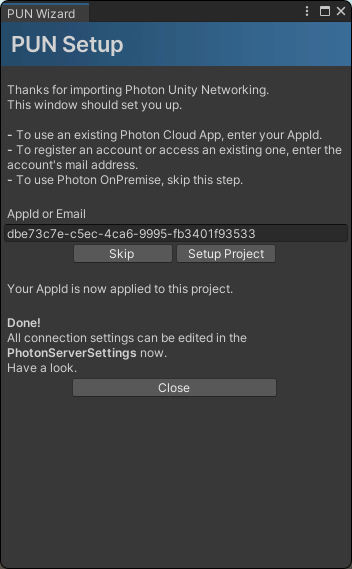 PUN Wizard
PUN Setup
Thanks for importing Photon Unity Networking.
This window should set you up.
- To use an existing Photon Cloud App, enter your AppId.
- To register an account or access an existing one, enter the
account's mail address.
- To use Photon OnPremise, skip this step.
AppId or Email
dbe73c7e-c5ec-4ca6-9995-fb3401f93533
Skip
Setup Project
Your AppId is now applied to this project.
Done!
All connection settings can be edited in the
PhotonServerSettings now.
Have a look.
Close